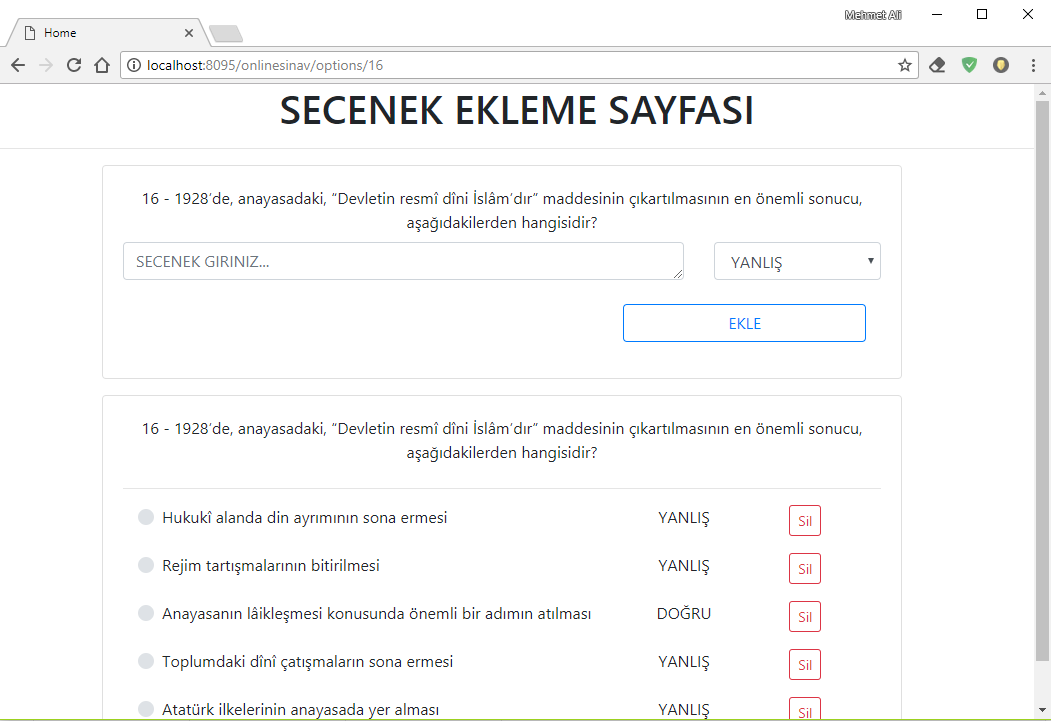 Mehmet Ali
Home
localhost:8095/onlinesinav/options/16
SECENEK EKLEME SAYFASI
16 - 1928'de, anayasadaki, “Devletin resmî dîni İslâm'dır” maddesinin çıkartılmasının en önemli sonucu,
aşağıdakilerden hangisidir?
SECENEK GIRINIZ...
YANLIŞ
EKLE
16 - 1928'de, anayasadaki, “Devletin resmî dîni İslâm'dır” maddesinin çıkartılmasının en önemli sonucu,
aşağıdakilerden hangisidir?
Hukukî alanda din ayrımının sona ermesi YANLIŞ Sil
Rejim tartışmalarının bitirilmesi YANLIŞ Sil
Anayasanın lâikleşmesi konusunda önemli bir adımın atılması DOĞRU Sil
Toplumdaki dînî çatışmaların sona ermesi YANLIŞ Sil
Atatürk ilkelerinin anayasada yer alması YANLIŞ Sil